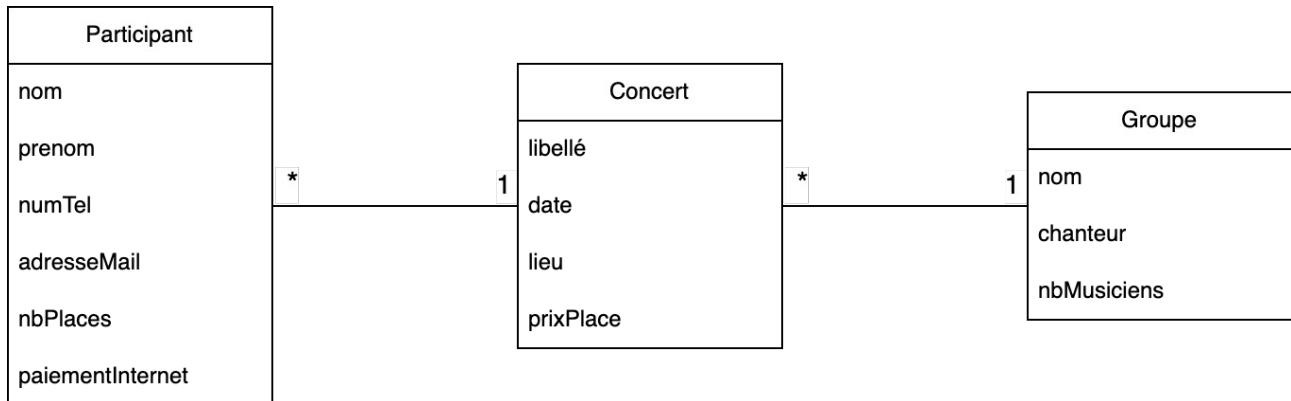 Participant
nom
prenom
numTel
adresseMail
nbPlaces
paiementInternet
*
1
Concert
libellé
date
lieu
prixPlace
*
1
Groupe
nom
chanteur
nbMusiciens